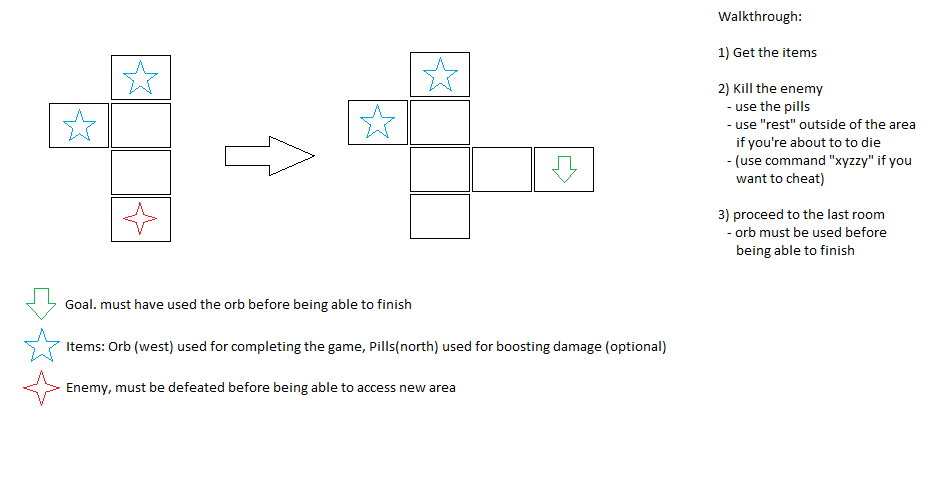 Walkthrough:
1) Get the items
2) Kill the enemy
- use the pills
- use "rest" outside of the area
if you're about to to die
- (use command "xyzzy" if you
want to cheat)
3) proceed to the last room
- orb must be used before
being able to finish
Goal. must have used the orb before being able to finish
Items: Orb (west) used for completing the game, Pills(north) used for boosting damage (optional)
Enemy, must be defeated before being able to access new area